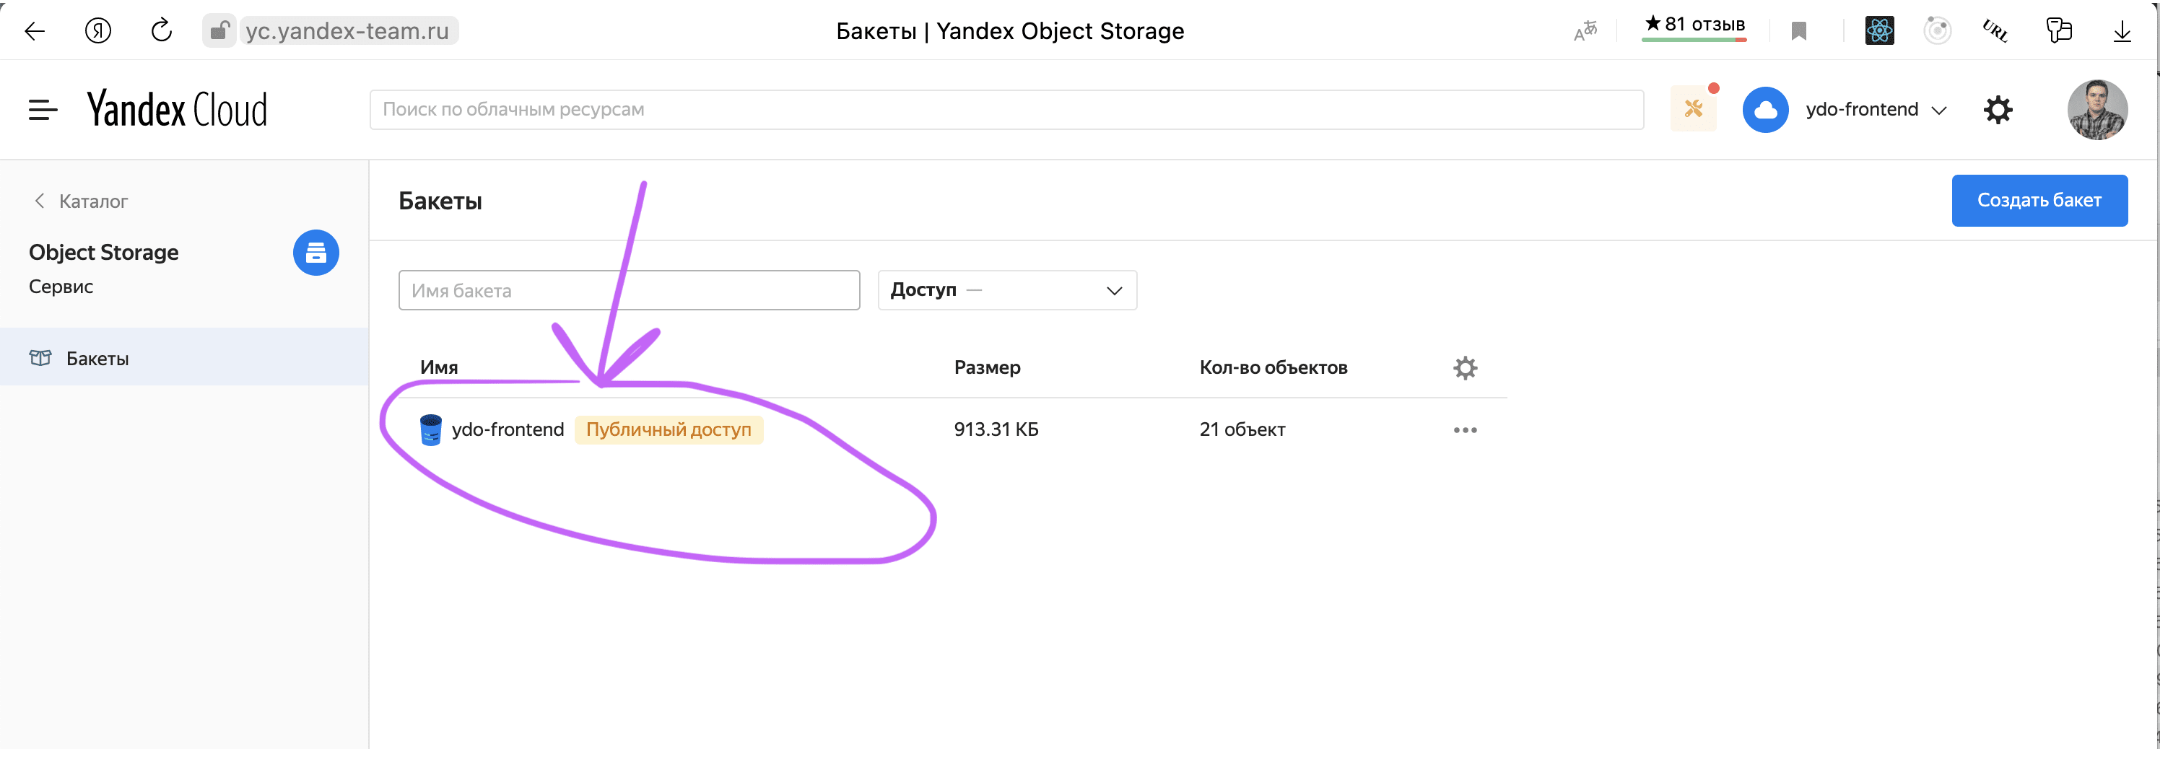 yc.yandex-team.ru
Бакеты | Yandex Object Storage
★81 отзыв
URL
Yandex Cloud
Поиск по облачным ресурсам
ydo-frontend
Каталог
Object Storage
Сервис
Бакеты
Бакеты
Создать бакет
Имя бакета
Доступ —
Имя Размер Кол-во объектов
ydo-frontend Публичный доступ 913.31 КБ 21 объект